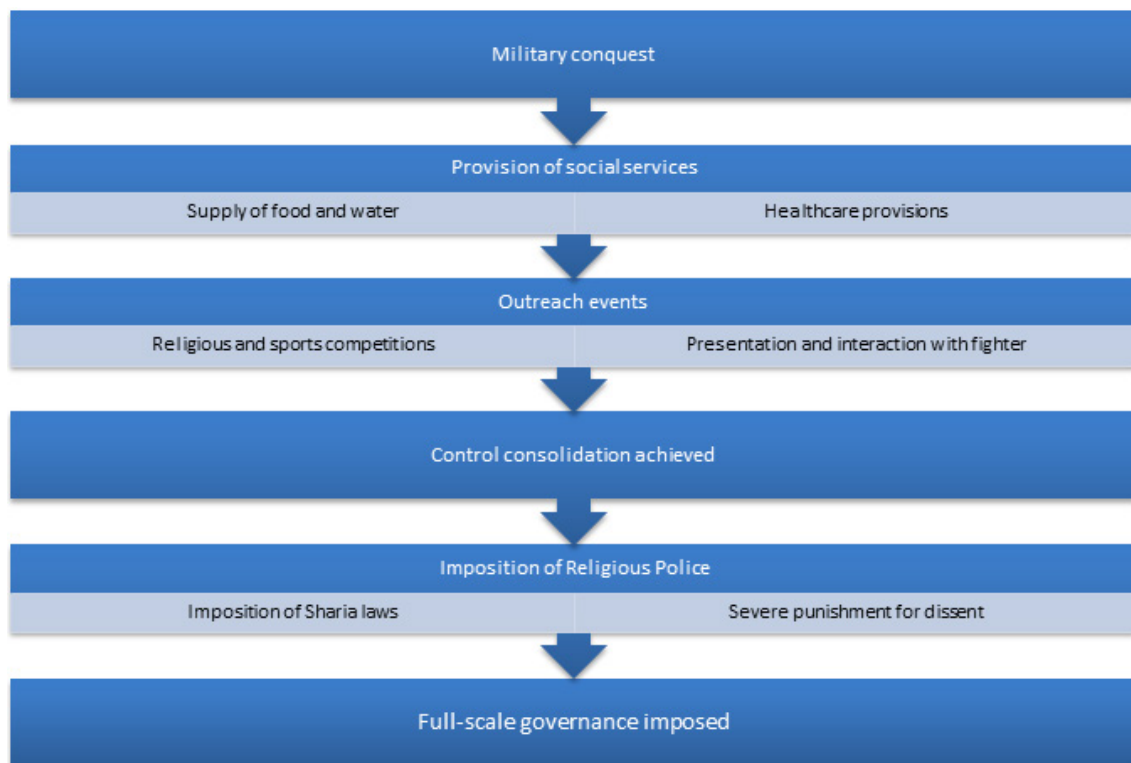 Military conquest
Provision of social services
Supply of food and water
Healthcare provisions
Outreach events
Religious and sports competitions
Presentation and interaction with fighter
Control consolidation achieved
Imposition of Religious Police
Imposition of Sharia laws
Severe punishment for dissent
Full-scale governance imposed